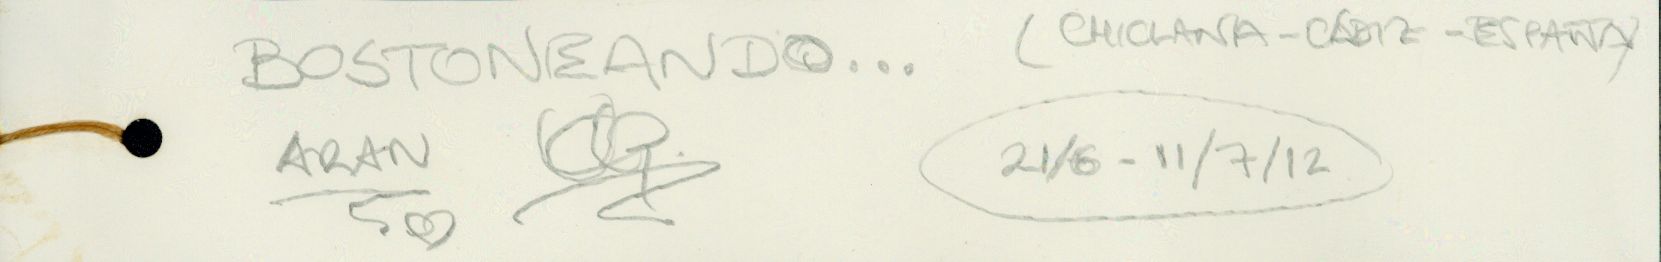 BOSTONEANDO... (CHICLANA - CÁDIZ - ESPAÑA)
ARAN 21/6 - 11/7/12